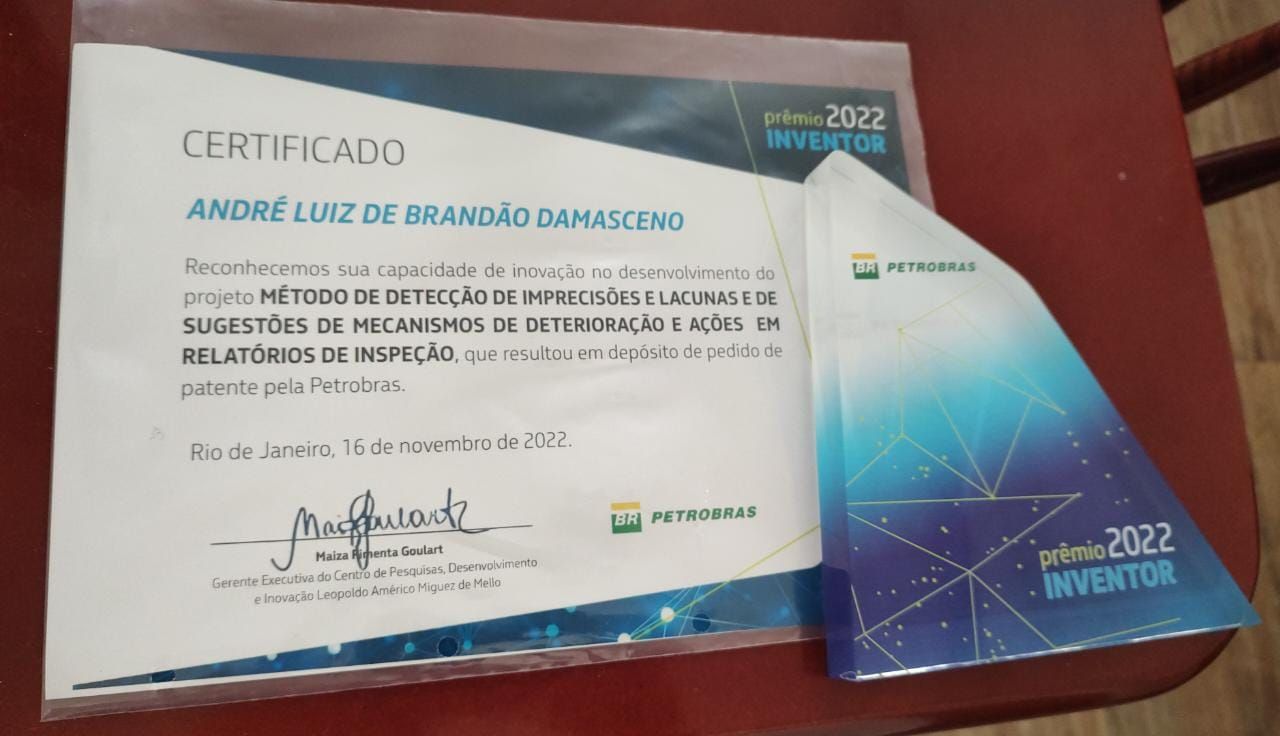 CERTIFICADO
prêmio 2022
INVENTOR
ANDRÉ LUIZ DE BRANDÃO DAMASCENO
Reconhecemos sua capacidade de inovação no desenvolvimento do
projeto MÉTODO DE DETECÇÃO DE IMPRECISÕES E LACUNAS E DE
SUGESTÕES DE MECANISMOS DE DETERIORAÇÃO E AÇÕES EM
RELATÓRIOS DE INSPEÇÃO, que resultou em depósito de pedido de
patente pela Petrobras.
Rio de Janeiro, 16 de novembro de 2022.
Maiza Pimenta Goulart
Gerente Executiva do Centro de Pesquisas, Desenvolvimento
e Inovação Leopoldo Américo Miguez de Mello
BR PETROBRAS
BR PETROBRAS
prêmio 2022
INVENTOR